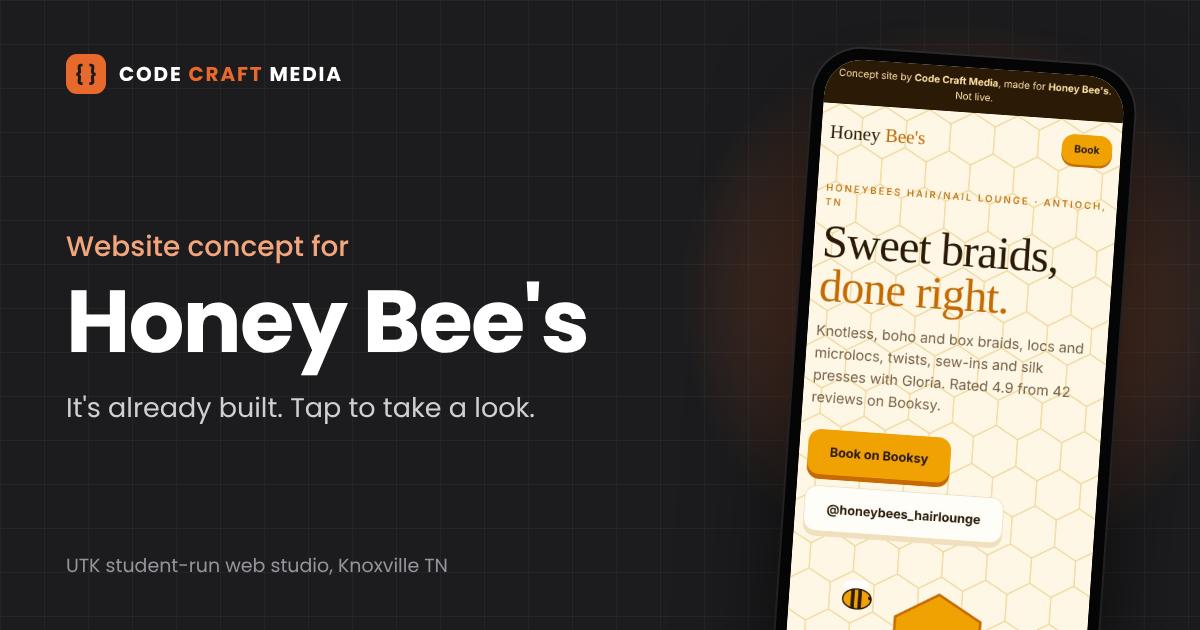 { } CODE CRAFT MEDIA
Website concept for
Honey Bee's
It's already built. Tap to take a look.
UTK student-run web studio, Knoxville TN
Concept site by Code Craft Media, made for Honey Bee's.
Not live.
Honey Bee's
Book
HONEYBEES HAIR/NAIL LOUNGE · ANTIOCH,
TN
Sweet braids,
done right.
Knotless, boho and box braids, locs and
microlocs, twists, sew-ins and silk
presses with Gloria. Rated 4.9 from 42
reviews on Booksy.
Book on Booksy
@honeybees_hairlounge